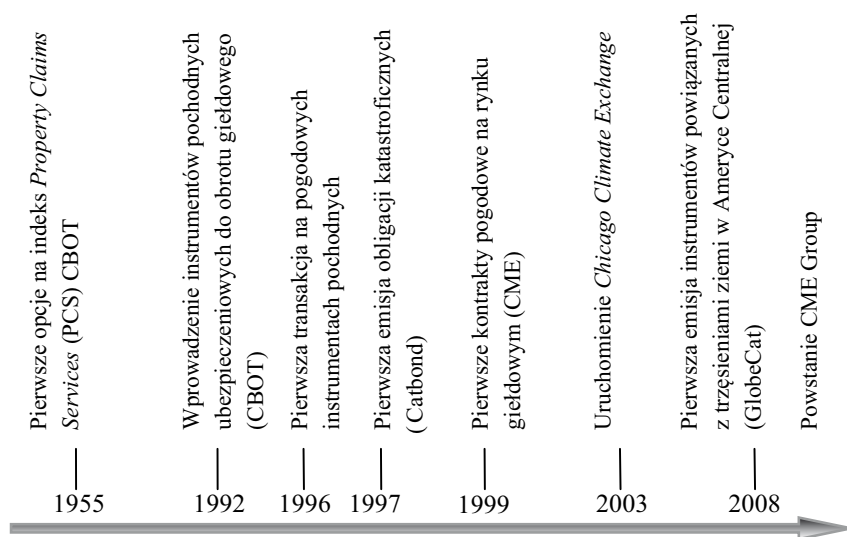 Pierwsze opcje na indeks Property Claims
Services (PCS) CBOT
Wprowadzenie instrumentów pochodnych
ubezpieczeniowych do obrotu giełdowego
(CBOT)
Pierwsza transakcja na pogodowych
instrumentach pochodnych
Pierwsza emisja obligacji katastroficznych
( Catbond)
Pierwsze kontrakty pogodowe na rynku
giełdowym (CME)
Uruchomienie Chicago Climate Exchange
Pierwsza emisja instrumentów powiązanych
z trzęsieniami ziemi w Ameryce Centralnej
(GlobeCat)
Powstanie CME Group
1955
1992
1996
1997
1999
2003
2008